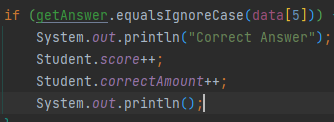 if (getAnswer.equalsIgnoreCase(data[5])) {
System.out.println("Correct Answer");
Student.score++;
Student.correctAmount++;
System.out.println();